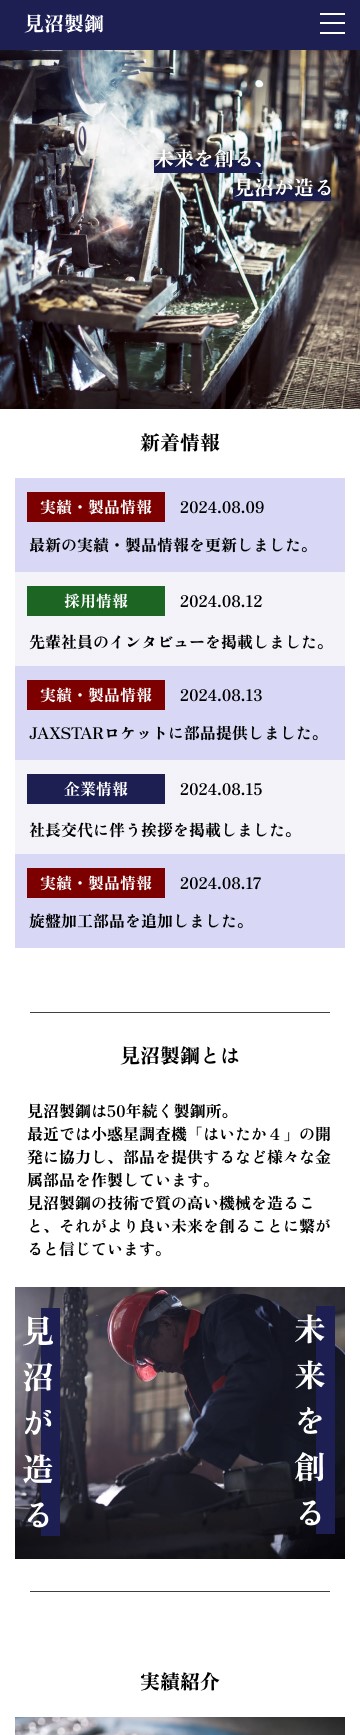 見沼製鋼
未来を創る、
見沼が造る
新着情報
実績・製品情報 2024.08.09
最新の実績・製品情報を更新しました。
採用情報 2024.08.12
先輩社員のインタビューを掲載しました。
実績・製品情報 2024.08.13
JAXSTARロケットに部品提供しました。
企業情報 2024.08.15
社長交代に伴う挨拶を掲載しました。
実績・製品情報 2024.08.17
旋盤加工部品を追加しました。
見沼製鋼とは
見沼製鋼は50年続く製鋼所。
最近では小惑星調査機「はいたか４」の開
発に協力し、部品を提供するなど様々な金
属部品を作製しています。
見沼製鋼の技術で質の高い機械を造るこ
と、それがより良い未来を創ることに繋が
ると信じています。
未来を創る
見沼が造る
実績紹介